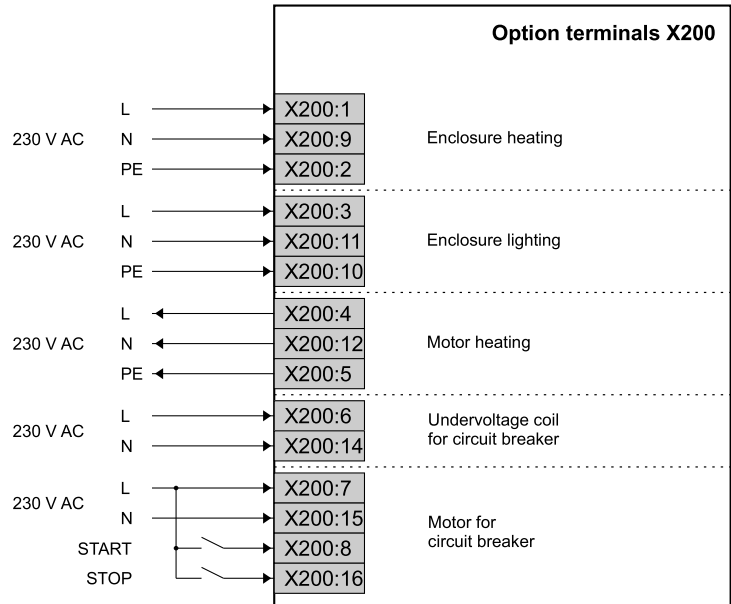 Option terminals X200
L X200:1
230 V AC N X200:9 Enclosure heating
PE X200:2
L X200:3
230 V AC N X200:11 Enclosure lighting
PE X200:10
L X200:4
230 V AC N X200:12 Motor heating
PE X200:5
L X200:6
230 V AC
Undervoltage coil
for circuit breaker
N X200:14
L X200:7
230 V AC
N X200:15
Motor for
circuit breaker
START X200:8
STOP X200:16